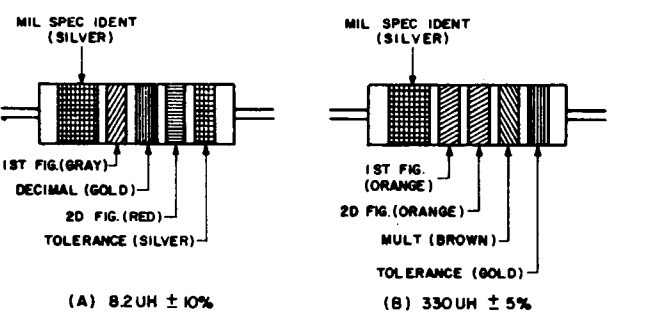 MIL SPEC IDENT
(SILVER)
1ST FIG.(GRAY)
DECIMAL (GOLD)
2D FIG.(RED)
TOLERANCE (SILVER)
(A) 8.2UH ± 10%
MIL SPEC IDENT
(SILVER)
1ST FIG.
(ORANGE)
2D FIG.(ORANGE)
MULT (BROWN)
TOLERANCE (GOLD)
(B) 330UH ± 5%